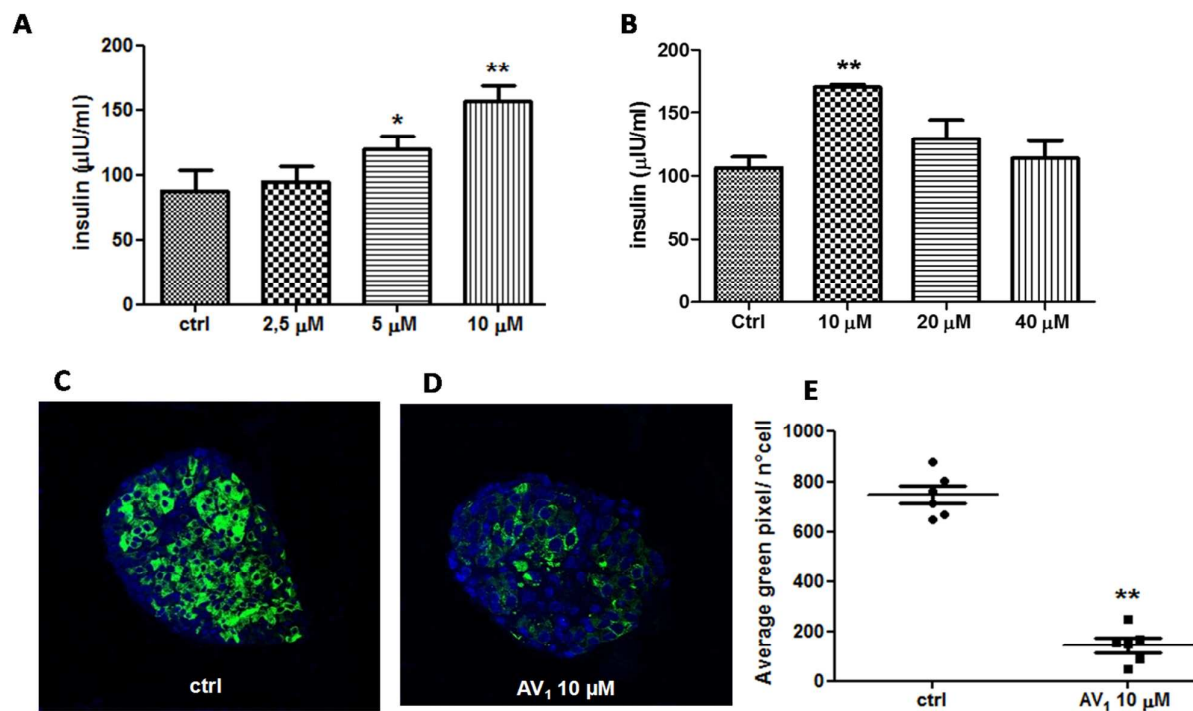 A
insulin (μIU/ml)
200
150
100
50
0
*
**
ctrl
2,5 μM
5 μM
10 μM
B
insulin (μIU/ml)
200
150
100
50
0
**
Ctrl
10 μM
20 μM
40 μM
C
ctrl
D
AV₁ 10 μM
E
Average green pixel/ n°cell
1000
800
600
400
200
0
**
ctrl
AV₁ 10 μM